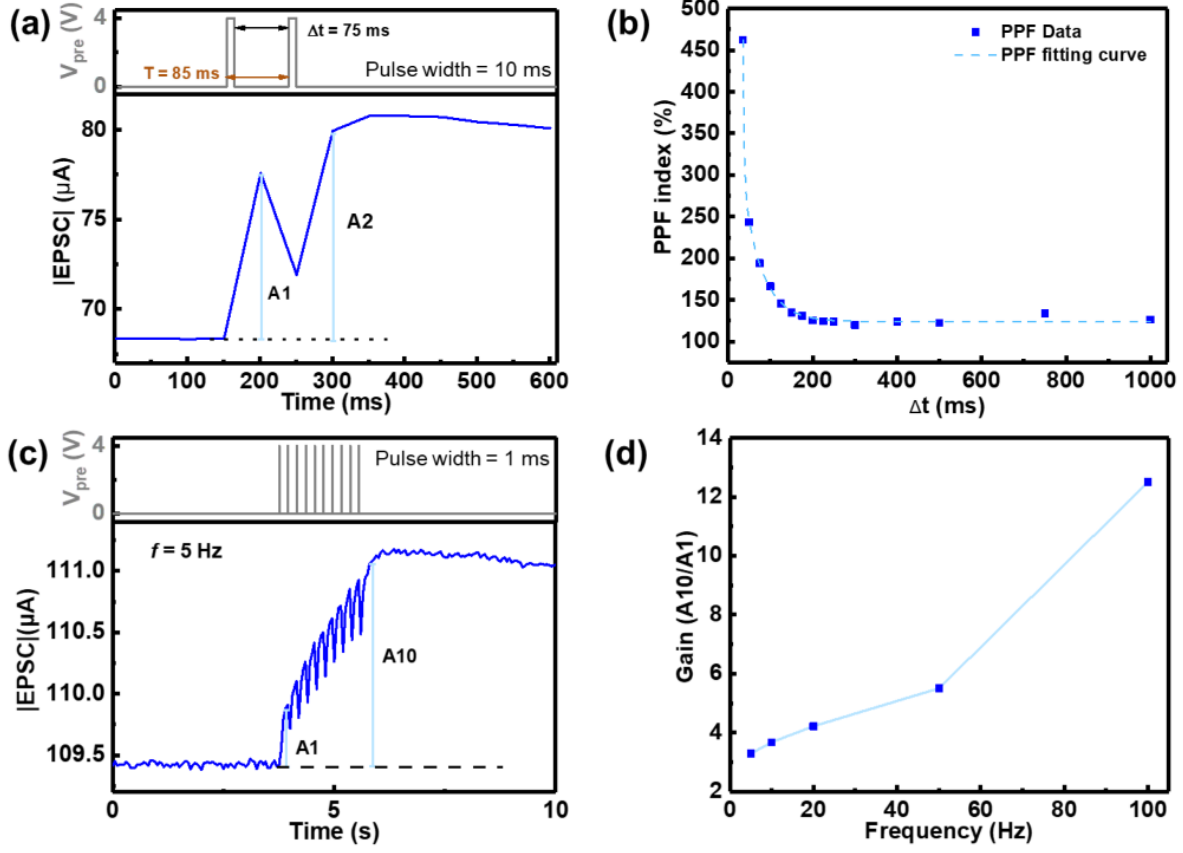 (a)
V_pre (V)
4
0
Δt = 75 ms
T = 85 ms
Pulse width = 10 ms
|EPSC| (μA)
80
75
70
A1
A2
0 100 200 300 400 500 600
Time (ms)
(b)
PPF index (%)
500
450
400
350
300
250
200
150
100
PPF Data
PPF fitting curve
0 200 400 600 800 1000
Δt (ms)
(c)
V_pre (V)
4
0
Pulse width = 1 ms
f = 5 Hz
|EPSC|(μA)
111.0
110.5
110.0
109.5
A1
A10
0 5 10
Time (s)
(d)
Gain (A10/A1)
14
12
10
8
6
4
2
0 20 40 60 80 100
Frequency (Hz)